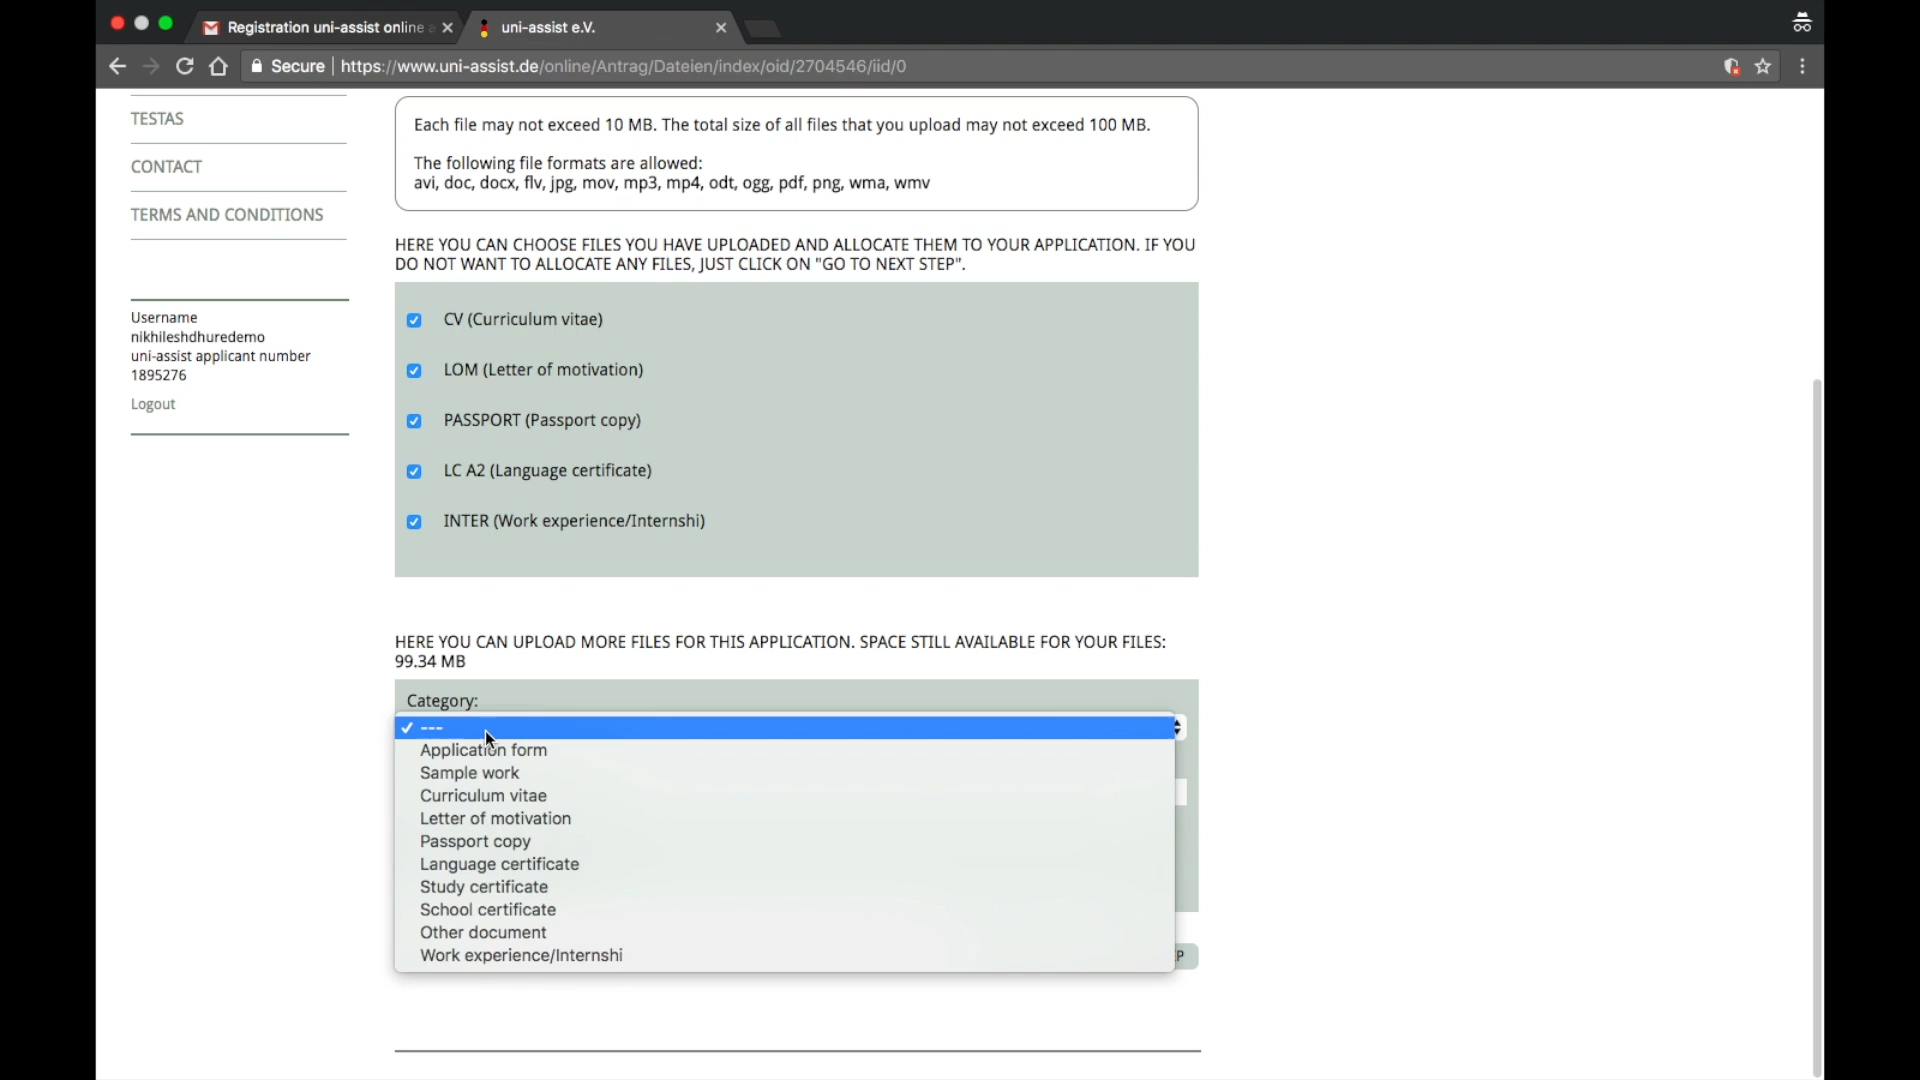 Registration uni-assist online a
uni-assist e.V.
Secure
https://www.uni-assist.de/online/Antrag/Dateien/index/oid/2704546/iid/0
TESTAS
CONTACT
TERMS AND CONDITIONS
Username
nikhileshdhuredemo
uni-assist applicant number
1895276
Logout
Each file may not exceed 10 MB. The total size of all files that you upload may not exceed 100 MB.
The following file formats are allowed:
avi, doc, docx, flv, jpg, mov, mp3, mp4, odt, ogg, pdf, png, wma, wmv
HERE YOU CAN CHOOSE FILES YOU HAVE UPLOADED AND ALLOCATE THEM TO YOUR APPLICATION. IF YOU
DO NOT WANT TO ALLOCATE ANY FILES, JUST CLICK ON "GO TO NEXT STEP".
CV (Curriculum vitae)
LOM (Letter of motivation)
PASSPORT (Passport copy)
LC A2 (Language certificate)
INTER (Work experience/Internshi)
HERE YOU CAN UPLOAD MORE FILES FOR THIS APPLICATION. SPACE STILL AVAILABLE FOR YOUR FILES:
99.34 MB
Category:
---
Application form
Sample work
Curriculum vitae
Letter of motivation
Passport copy
Language certificate
Study certificate
School certificate
Other document
Work experience/Internshi
P